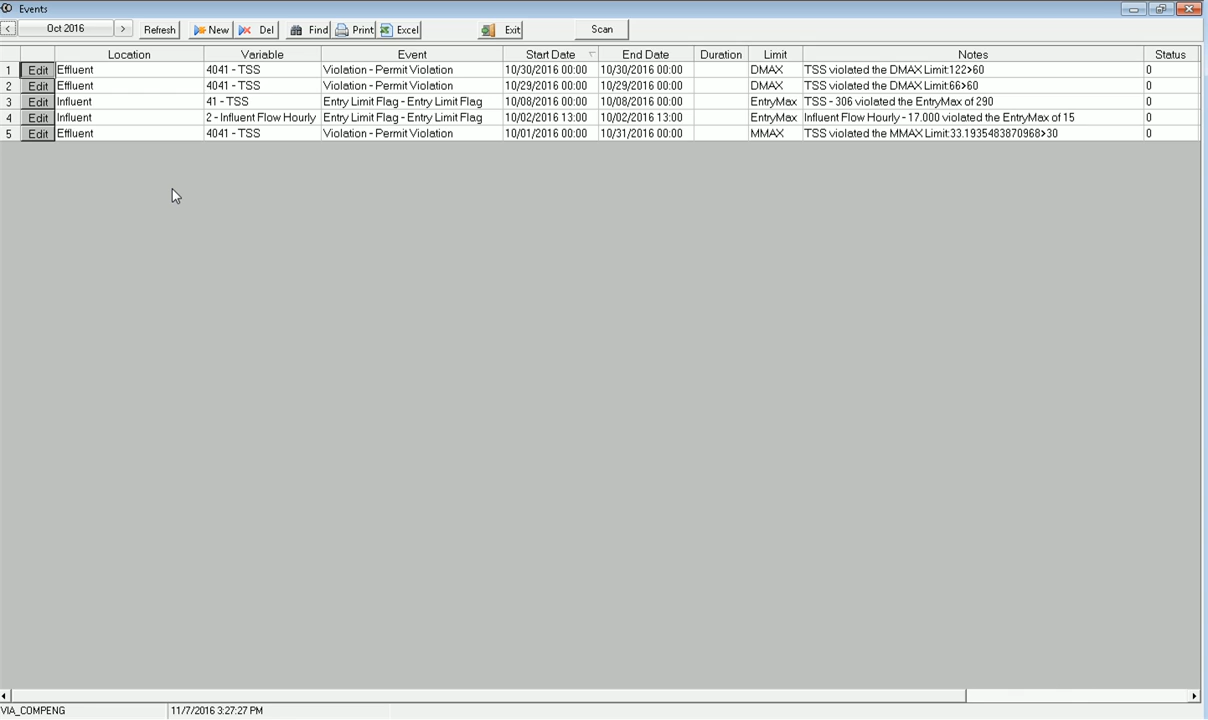 Events
< Oct 2016 > Refresh New Del Find Print Excel Exit Scan
Location Variable Event Start Date End Date Duration Limit Notes Status
1 Edit Effluent 4041 - TSS Violation - Permit Violation 10/30/2016 00:00 10/30/2016 00:00 DMAX TSS violated the DMAX Limit:122>60 0
2 Edit Effluent 4041 - TSS Violation - Permit Violation 10/29/2016 00:00 10/29/2016 00:00 DMAX TSS violated the DMAX Limit:66>60 0
3 Edit Influent 41 - TSS Entry Limit Flag - Entry Limit Flag 10/08/2016 00:00 10/08/2016 00:00 EntryMax TSS - 306 violated the EntryMax of 290 0
4 Edit Influent 2 - Influent Flow Hourly Entry Limit Flag - Entry Limit Flag 10/02/2016 13:00 10/02/2016 13:00 EntryMax Influent Flow Hourly - 17.000 violated the EntryMax of 15 0
5 Edit Effluent 4041 - TSS Violation - Permit Violation 10/01/2016 00:00 10/31/2016 00:00 MMAX TSS violated the MMAX Limit:33.1935483870968>30 0
VIA_COMPENG 11/7/2016 3:27:27 PM